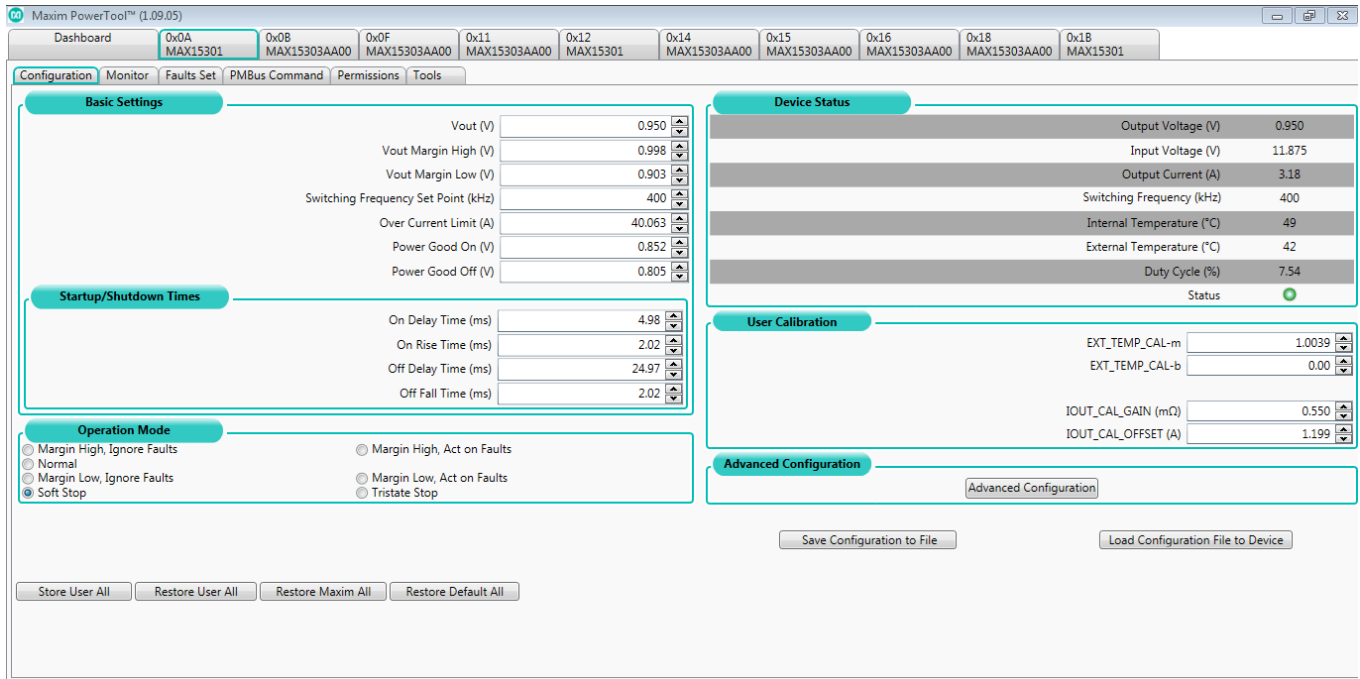 Maxim PowerTool™ (1.09.05)
Dashboard 0x0A MAX15301 0x0B MAX15303AA00 0x0F MAX15303AA00 0x11 MAX15303AA00 0x12 MAX15301 0x14 MAX15303AA00 0x15 MAX15303AA00 0x16 MAX15303AA00 0x18 MAX15303AA00 0x1B MAX15301
Configuration Monitor Faults Set PMBus Command Permissions Tools
Basic Settings
Vout (V) 0.950
Vout Margin High (V) 0.998
Vout Margin Low (V) 0.903
Switching Frequency Set Point (kHz) 400
Over Current Limit (A) 40.063
Power Good On (V) 0.852
Power Good Off (V) 0.805
Startup/Shutdown Times
On Delay Time (ms) 4.98
On Rise Time (ms) 2.02
Off Delay Time (ms) 24.97
Off Fall Time (ms) 2.02
Operation Mode
Margin High, Ignore Faults Margin High, Act on Faults
Normal
Margin Low, Ignore Faults Margin Low, Act on Faults
Soft Stop Tristate Stop
Device Status
Output Voltage (V) 0.950
Input Voltage (V) 11.875
Output Current (A) 3.18
Switching Frequency (kHz) 400
Internal Temperature (°C) 49
External Temperature (°C) 42
Duty Cycle (%) 7.54
Status
User Calibration
EXT_TEMP_CAL-m 1.0039
EXT_TEMP_CAL-b 0.00
IOUT_CAL_GAIN (mΩ) 0.550
IOUT_CAL_OFFSET (A) 1.199
Advanced Configuration
Advanced Configuration
Save Configuration to File Load Configuration File to Device
Store User All Restore User All Restore Maxim All Restore Default All